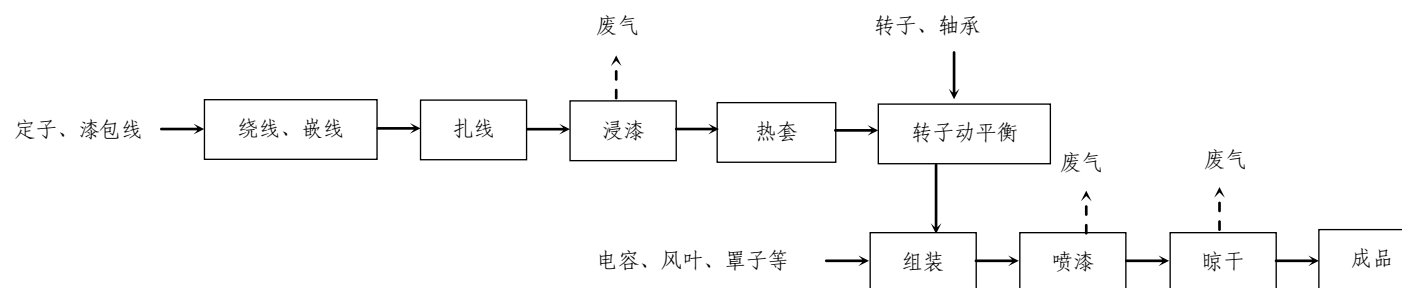 废气
转子、轴承
定子、漆包线
绕线、嵌线
扎线
浸漆
热套
转子动平衡
废气
废气
电容、风叶、罩子等
组装
喷漆
晾干
成品